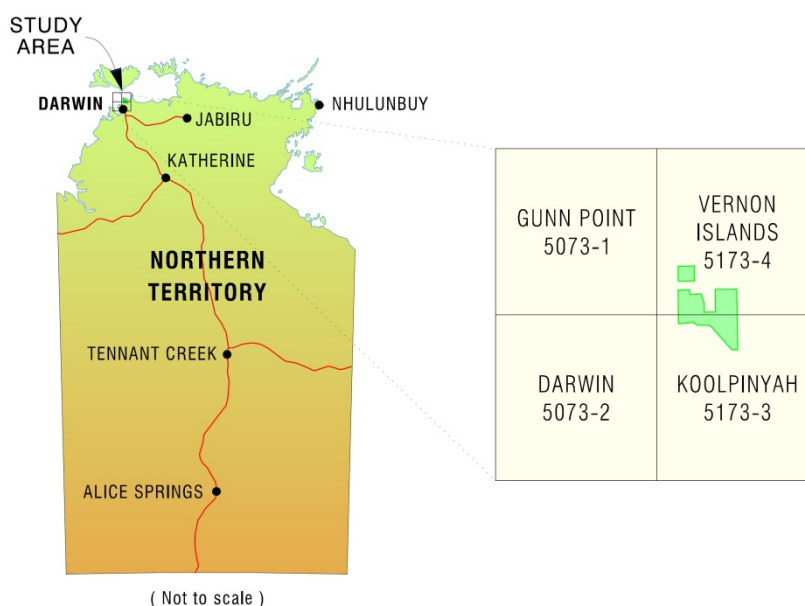 STUDY
AREA
DARWIN
JABIRU
NHULUNBUY
KATHERINE
NORTHERN
TERRITORY
TENNANT CREEK
ALICE SPRINGS
( Not to scale )
GUNN POINT
5073-1
VERNON
ISLANDS
5173-4
DARWIN
5073-2
KOOLPINYAH
5173-3